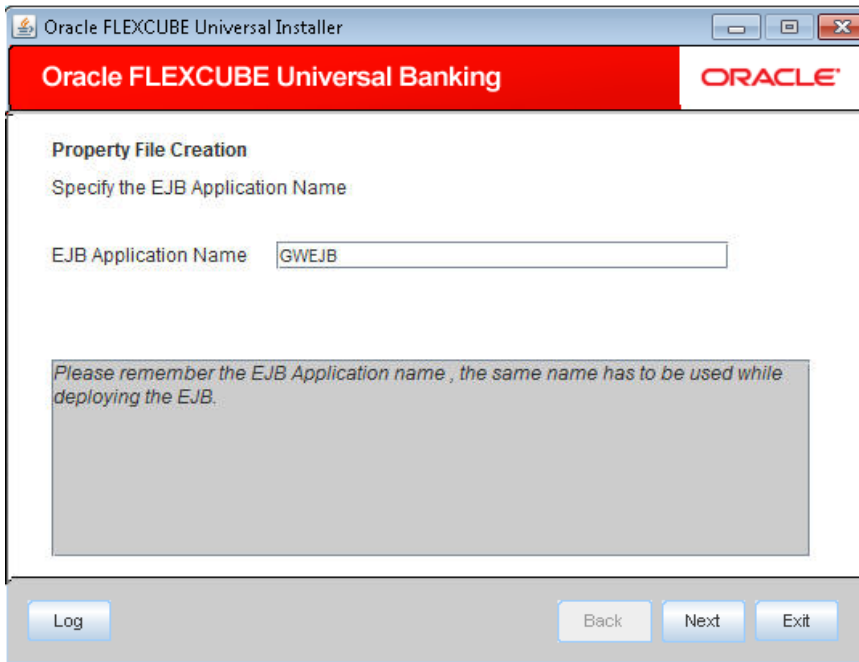 Oracle FLEXCUBE Universal Installer
Oracle FLEXCUBE Universal Banking
ORACLE
Property File Creation
Specify the EJB Application Name
EJB Application Name GWEJB
Please remember the EJB Application name , the same name has to be used while
deploying the EJB.
Log Back Next Exit